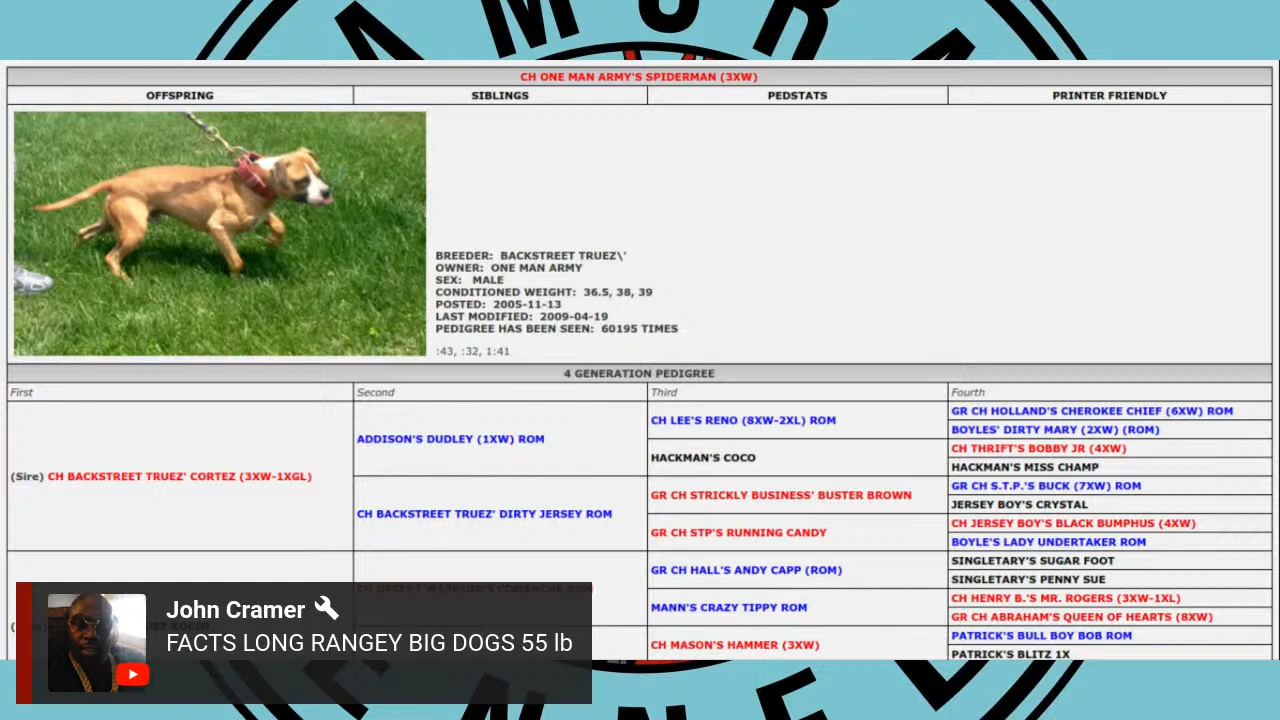 AMURA
CH ONE MAN ARMY'S SPIDERMAN (3XW)
OFFSPRING SIBLINGS PEDSTATS PRINTER FRIENDLY
BREEDER: BACKSTREET TRUEZ\'
OWNER: ONE MAN ARMY
SEX: MALE
CONDITIONED WEIGHT: 36.5, 38, 39
POSTED: 2005-11-13
LAST MODIFIED: 2009-04-19
PEDIGREE HAS BEEN SEEN: 60195 TIMES
:43, :32, 1:41
4 GENERATION PEDIGREE
First Second Third Fourth
(Sire) CH BACKSTREET TRUEZ' CORTEZ (3XW-1XGL)
ADDISON'S DUDLEY (1XW) ROM
CH BACKSTREET TRUEZ' DIRTY JERSEY ROM
CH DESERT WARRIOR'S COMENCHE ROM
CH LEE'S RENO (8XW-2XL) ROM
HACKMAN'S COCO
GR CH STRICKLY BUSINESS' BUSTER BROWN
GR CH STP'S RUNNING CANDY
GR CH HALL'S ANDY CAPP (ROM)
MANN'S CRAZY TIPPY ROM
CH MASON'S HAMMER (3XW)
GR CH HOLLAND'S CHEROKEE CHIEF (6XW) ROM
BOYLES' DIRTY MARY (2XW) (ROM)
CH THRIFT'S BOBBY JR (4XW)
HACKMAN'S MISS CHAMP
GR CH S.T.P.'S BUCK (7XW) ROM
JERSEY BOY'S CRYSTAL
CH JERSEY BOY'S BLACK BUMPHUS (4XW)
BOYLE'S LADY UNDERTAKER ROM
SINGLETARY'S SUGAR FOOT
SINGLETARY'S PENNY SUE
CH HENRY B.'S MR. ROGERS (3XW-1XL)
GR CH ABRAHAM'S QUEEN OF HEARTS (8XW)
PATRICK'S BULL BOY BOB ROM
PATRICK'S BLITZ 1X
John Cramer
FACTS LONG RANGEY BIG DOGS 55 lb